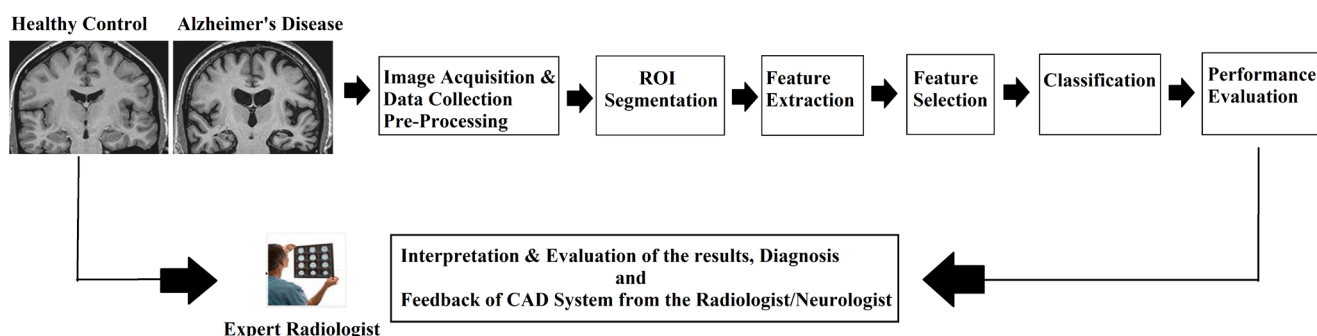 Healthy Control
Alzheimer's Disease
Image Acquisition &
Data Collection
Pre-Processing
ROI
Segmentation
Feature
Extraction
Feature
Selection
Classification
Performance
Evaluation
Interpretation & Evaluation of the results, Diagnosis
and
Feedback of CAD System from the Radiologist/Neurologist
Expert Radiologist